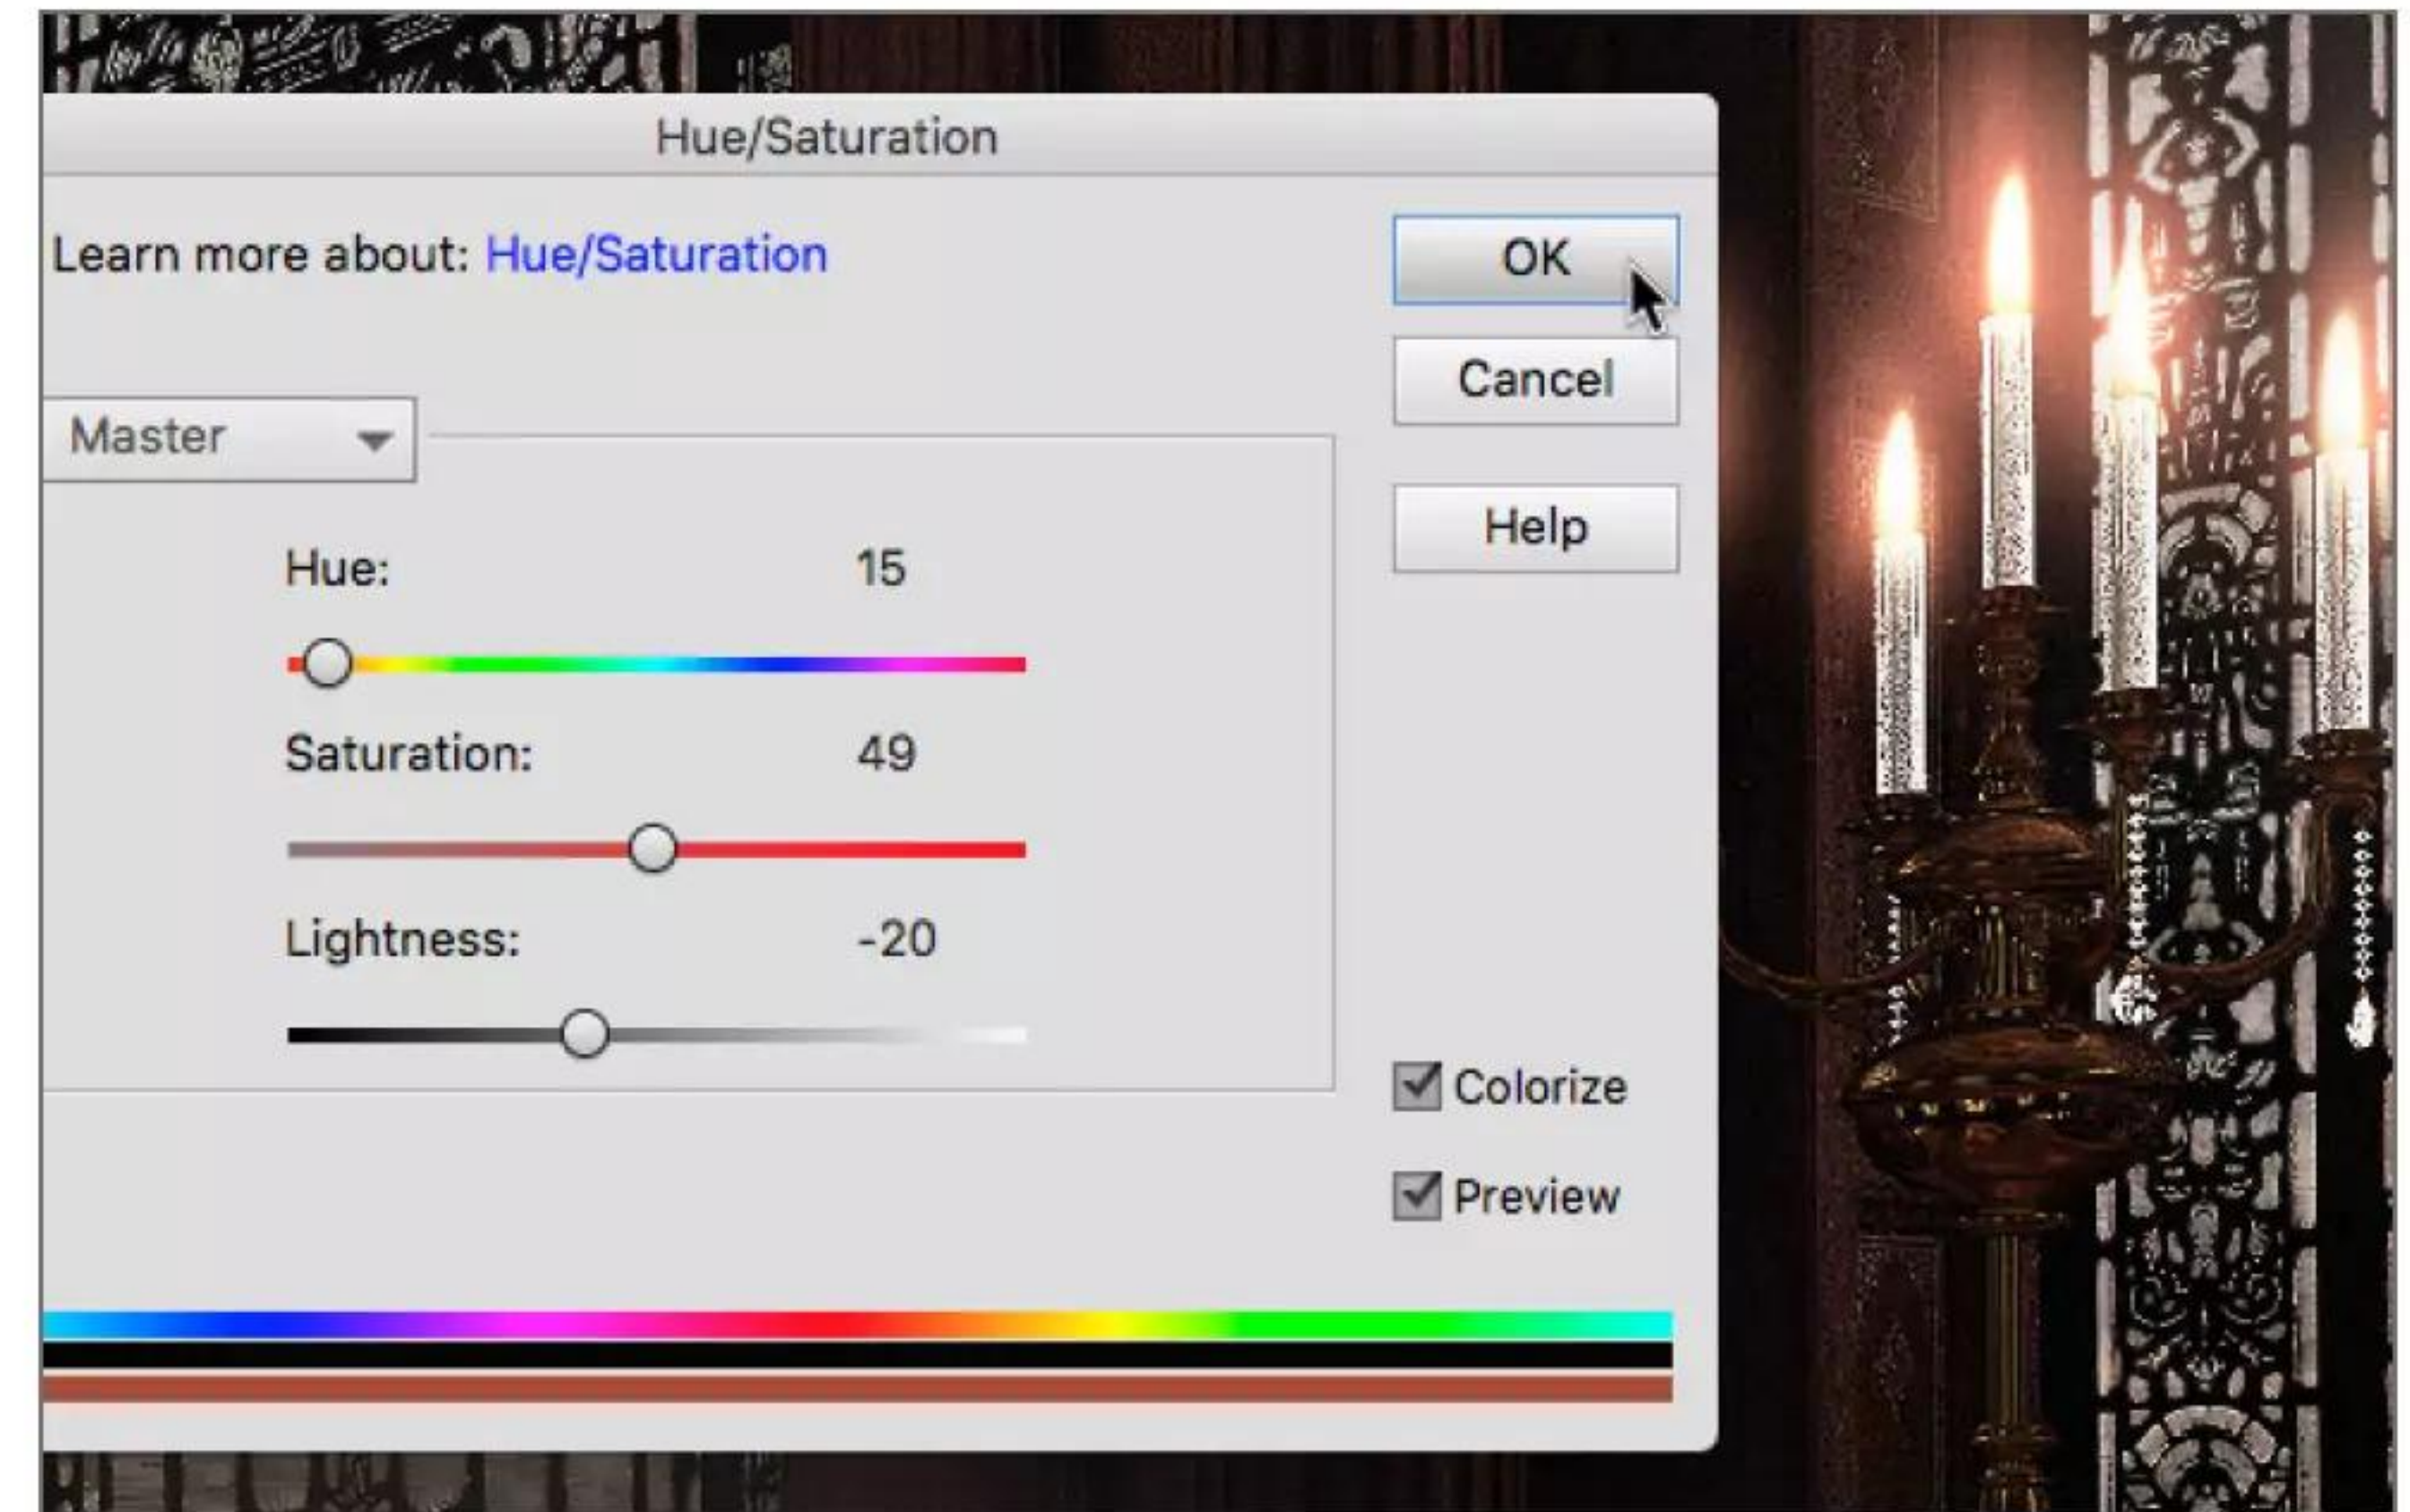 Hue/Saturation
Learn more about: Hue/Saturation
OK
Cancel
Master
Help
Hue: 15
Saturation: 49
Lightness: -20
Colorize
Preview